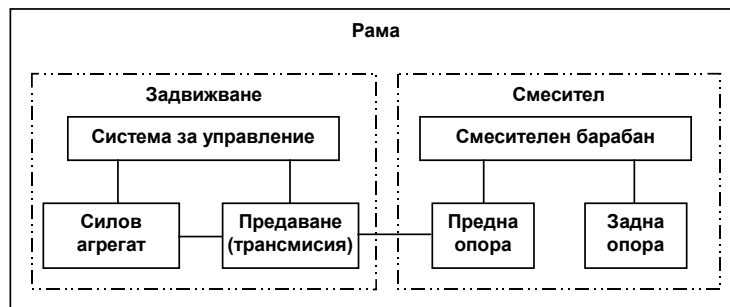 Рама
Задвижване
Система за управление
Силов
агрегат
Предаване
(трансмисия)
Смесител
Смесителен барабан
Предна
опора
Задна
опора